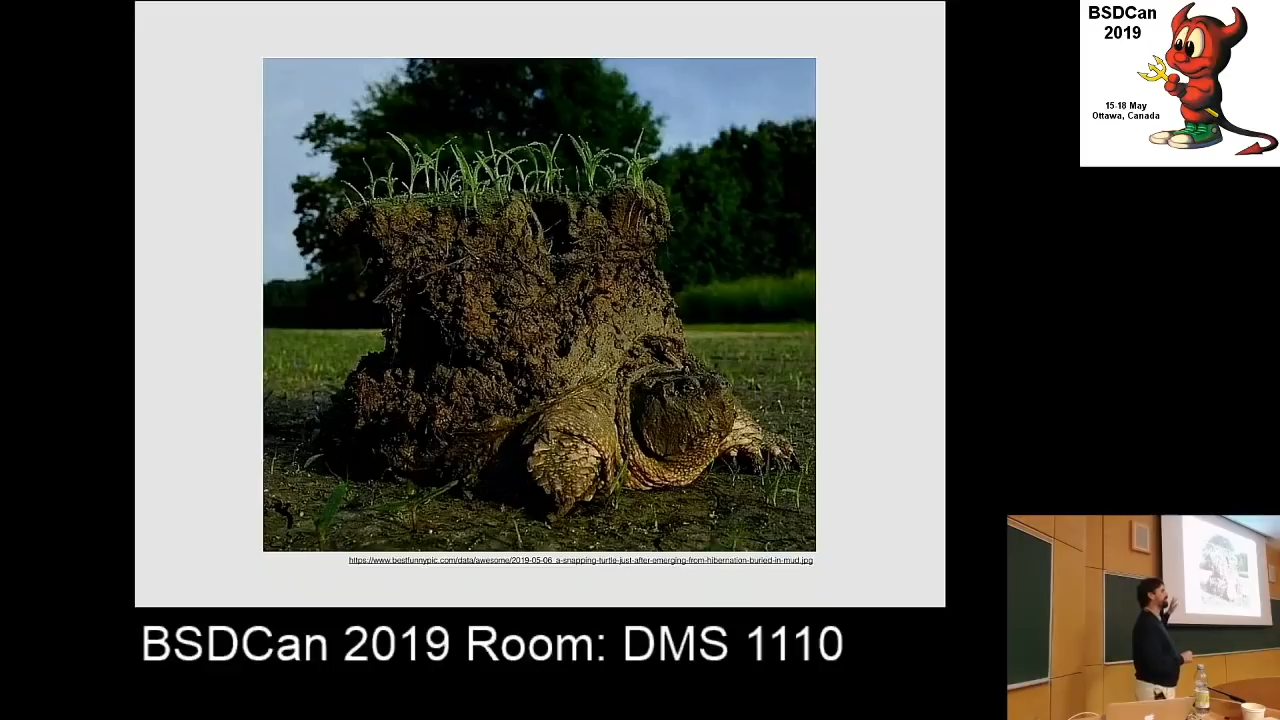 BSDCan
2019
15-18 May
Ottawa, Canada
https://www.bestfunnypic.com/data/awesome/2019-05-06_a-snapping-turtle-just-after-emerging-from-hibernation-buried-in-mud.jpg
BSDCan 2019 Room: DMS 1110